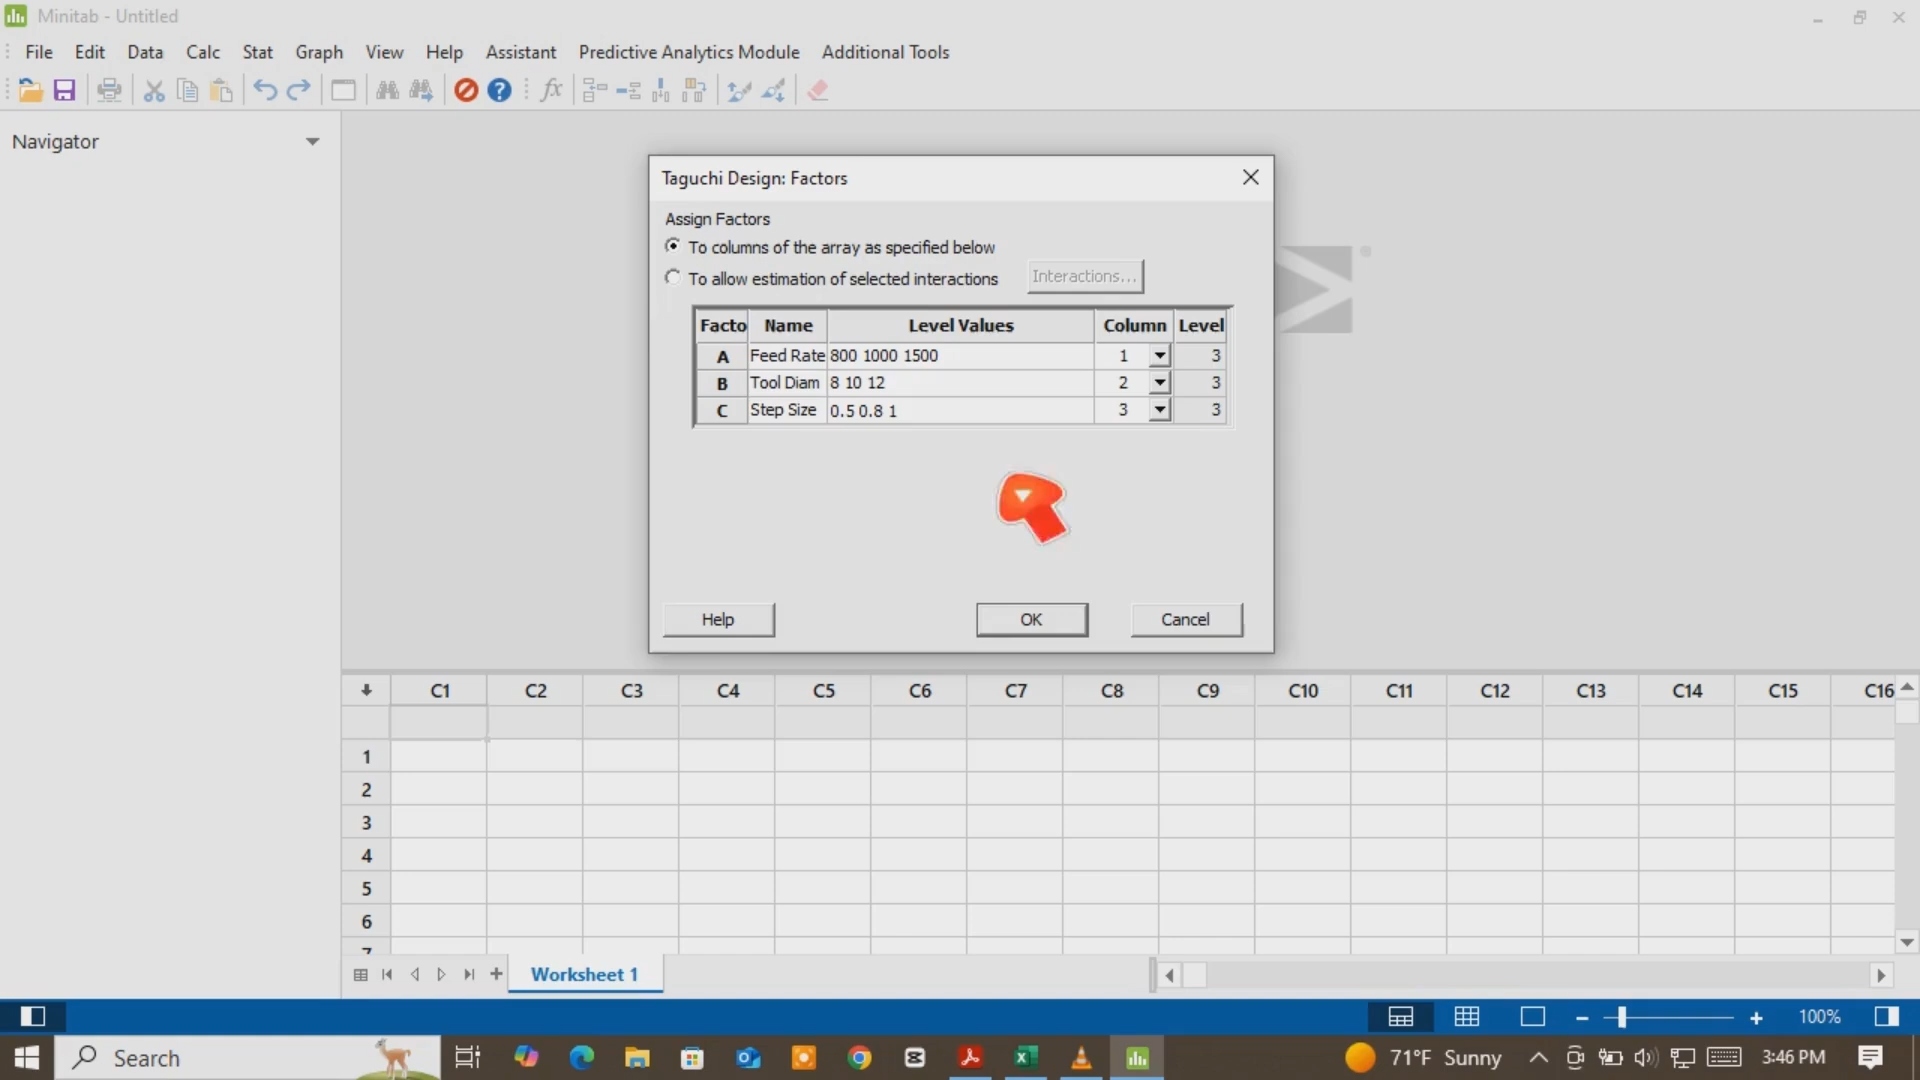 Minitab - Untitled
File Edit Data Calc Stat Graph View Help Assistant Predictive Analytics Module Additional Tools
fx
Navigator
Taguchi Design: Factors
Assign Factors
To columns of the array as specified below
To allow estimation of selected interactions Interactions...
Facto Name Level Values Column Level
A Feed Rate 800 1000 1500 1 3
B Tool Diam 8 10 12 2 3
C Step Size 0.5 0.8 1 3 3
Help OK Cancel
C1 C2 C3 C4 C5 C6 C7 C8 C9 C10 C11 C12 C13 C14 C15 C16
1
2
3
4
5
6
7
Worksheet 1
100%
Search 71°F Sunny 3:46 PM